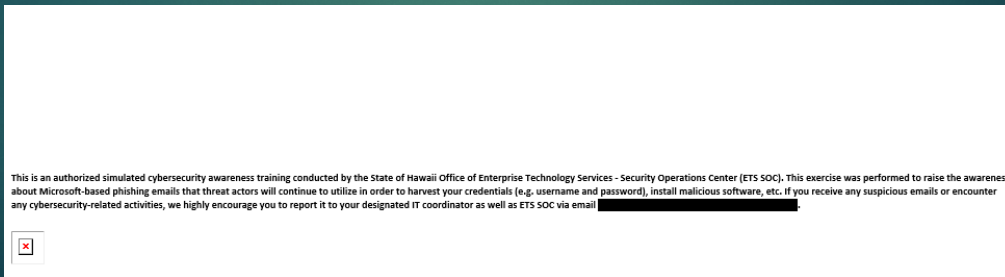 This is an authorized simulated cybersecurity awareness training conducted by the State of Hawaii Office of Enterprise Technology Services - Security Operations Center (ETS SOC). This exercise was performed to raise the awarenes
about Microsoft-based phishing emails that threat actors will continue to utilize in order to harvest your credentials (e.g. username and password), install malicious software, etc. If you receive any suspicious emails or encounter
any cybersecurity-related activities, we highly encourage you to report it to your designated IT coordinator as well as ETS SOC via email .